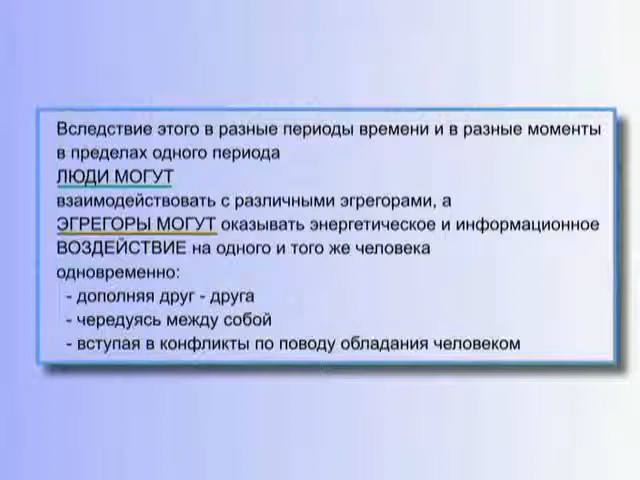 Вследствие этого в разные периоды времени и в разные моменты
в пределах одного периода
ЛЮДИ МОГУТ
взаимодействовать с различными эгрегорами, а
ЭГРЕГОРЫ МОГУТ оказывать энергетическое и информационное
ВОЗДЕЙСТВИЕ на одного и того же человека
одновременно:
- дополняя друг - друга
- чередуясь между собой
- вступая в конфликты по поводу обладания человеком